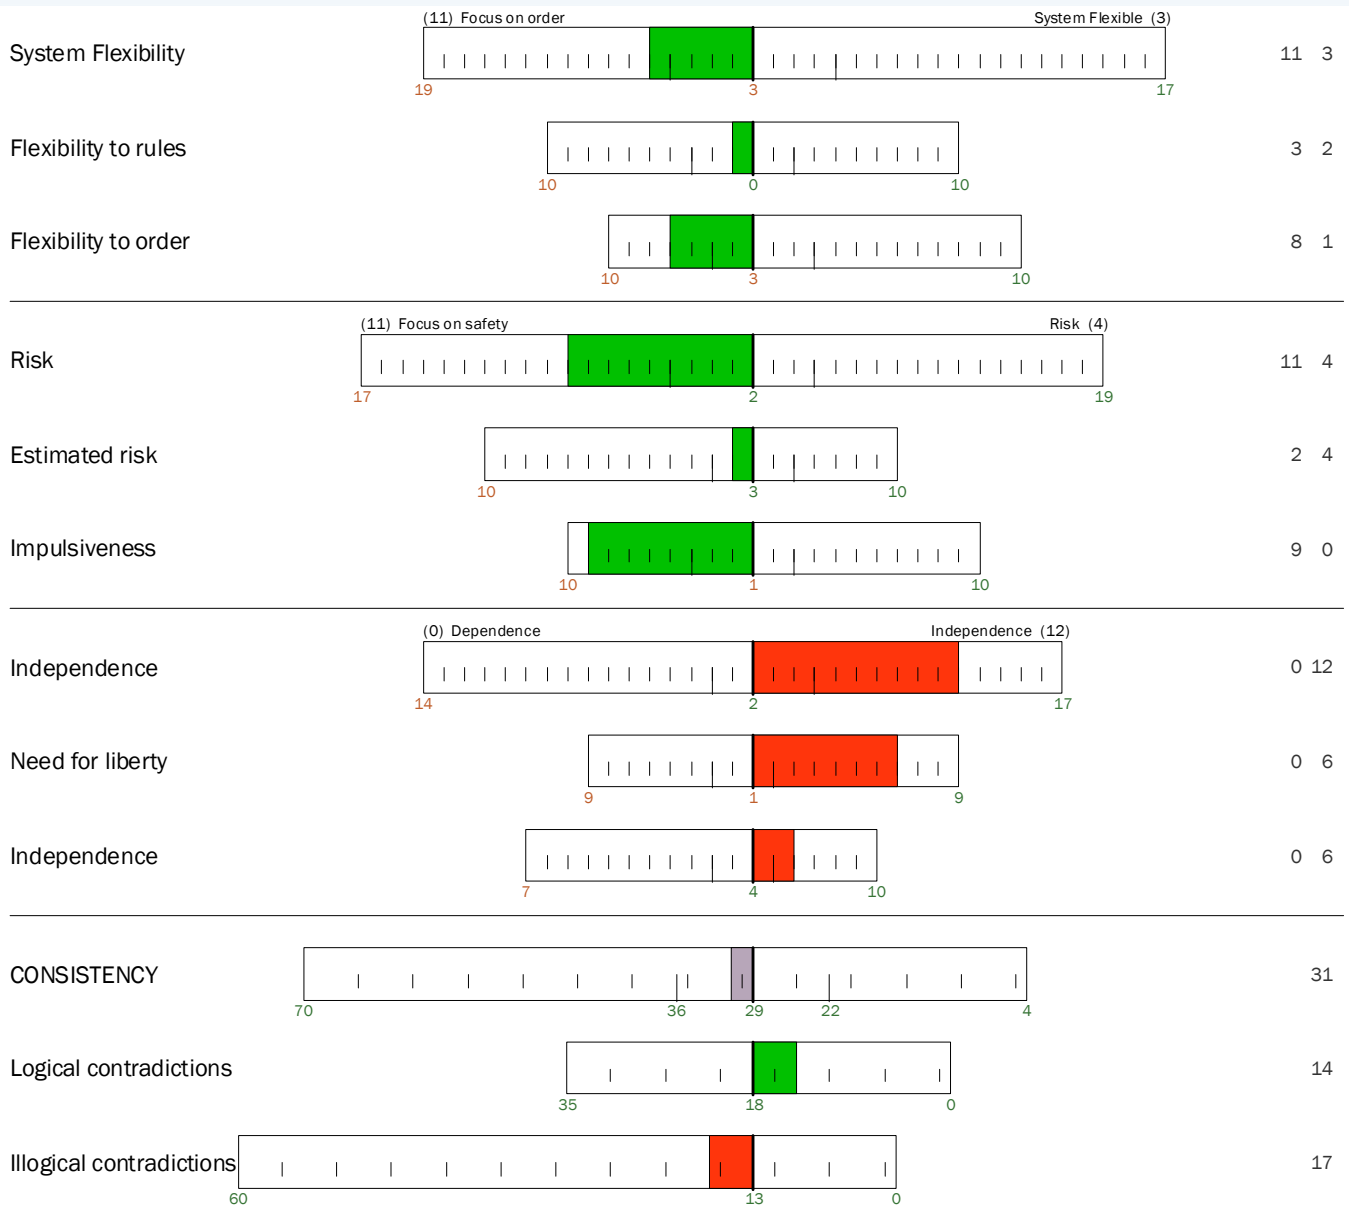 (11) Focus on order System Flexible (3)
System Flexibility 11 3
19 3 17
Flexibility to rules 3 2
10 0 10
Flexibility to order 8 1
10 3 10
(11) Focus on safety Risk (4)
Risk 11 4
17 2 19
Estimated risk 2 4
10 3 10
Impulsiveness 9 0
10 1 10
(0) Dependence Independence (12)
Independence 0 12
14 2 17
Need for liberty 0 6
9 1 9
Independence 0 6
7 4 10
CONSISTENCY 31
70 36 29 22 4
Logical contradictions 14
35 18 0
Illogical contradictions 17
60 13 0